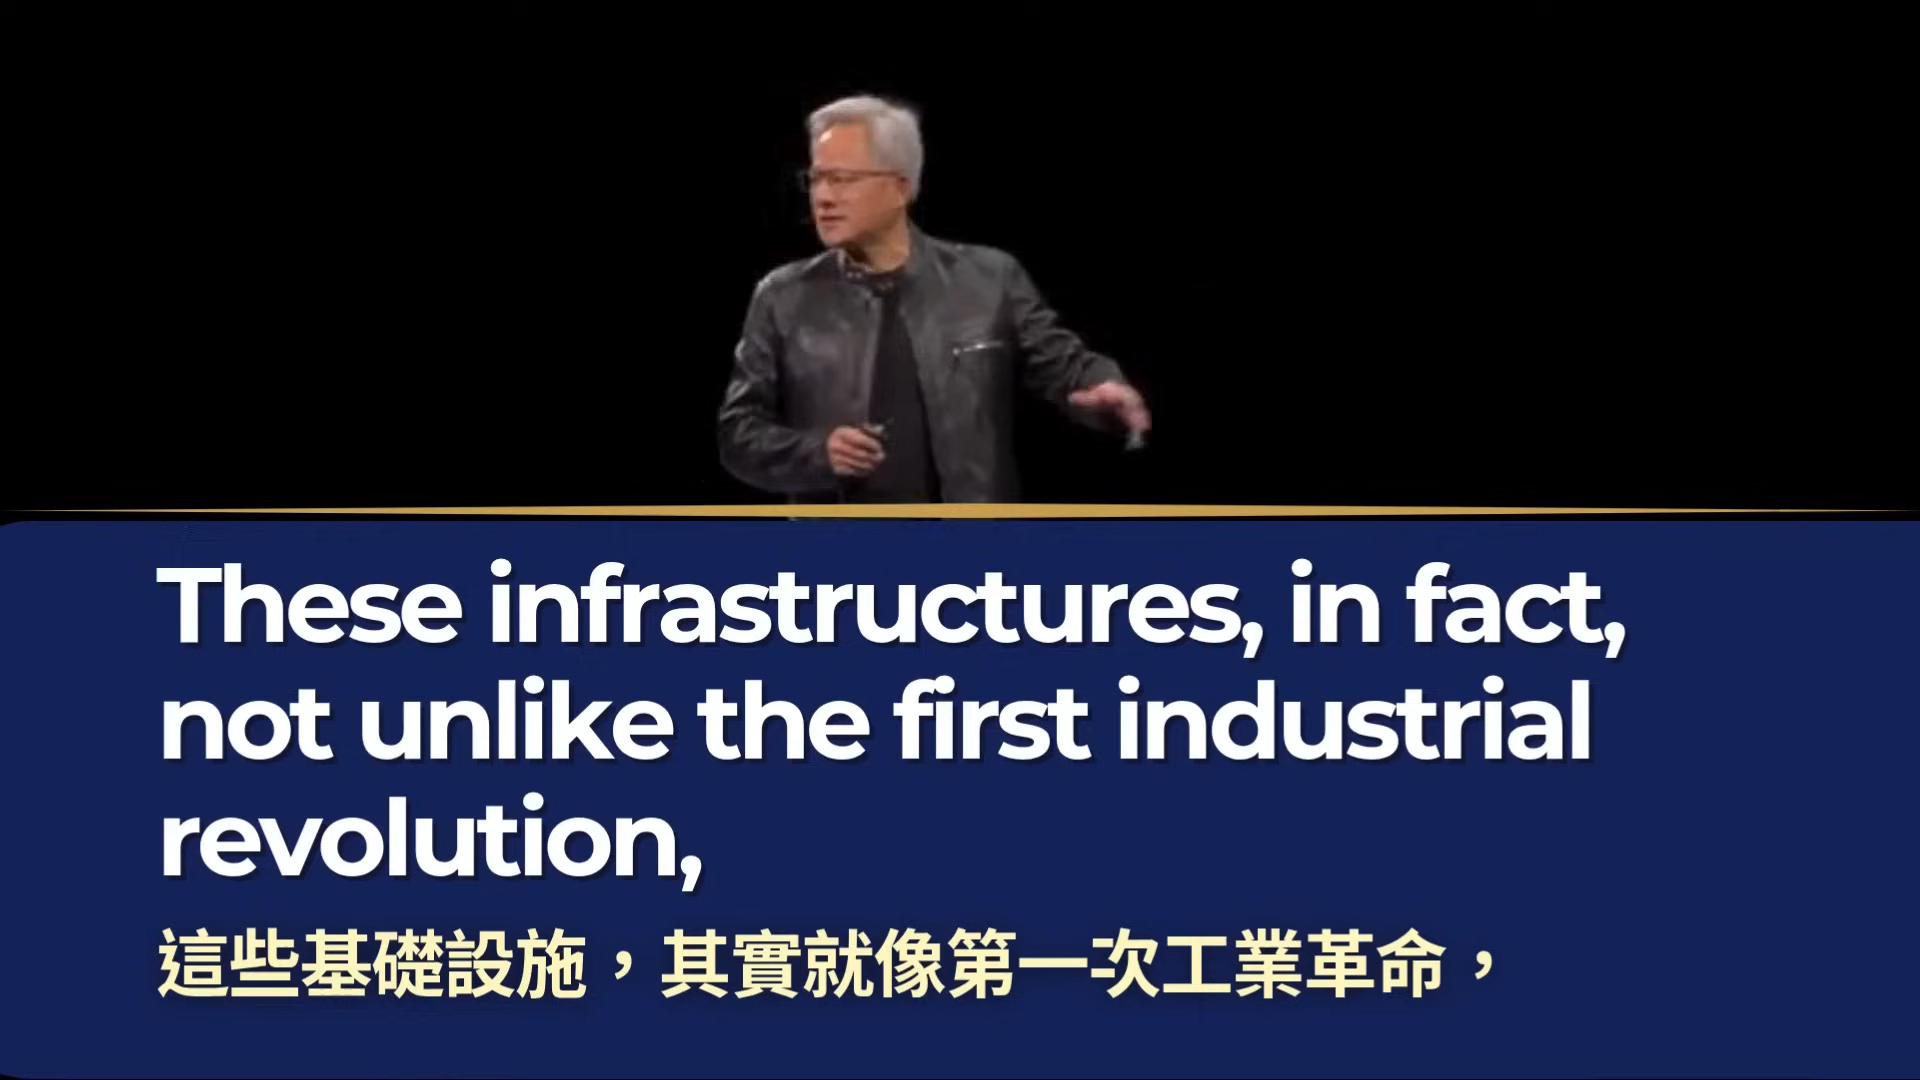 These infrastructures, in fact,
not unlike the first industrial
revolution,
這些基礎設施，其實就像第一次工業革命，